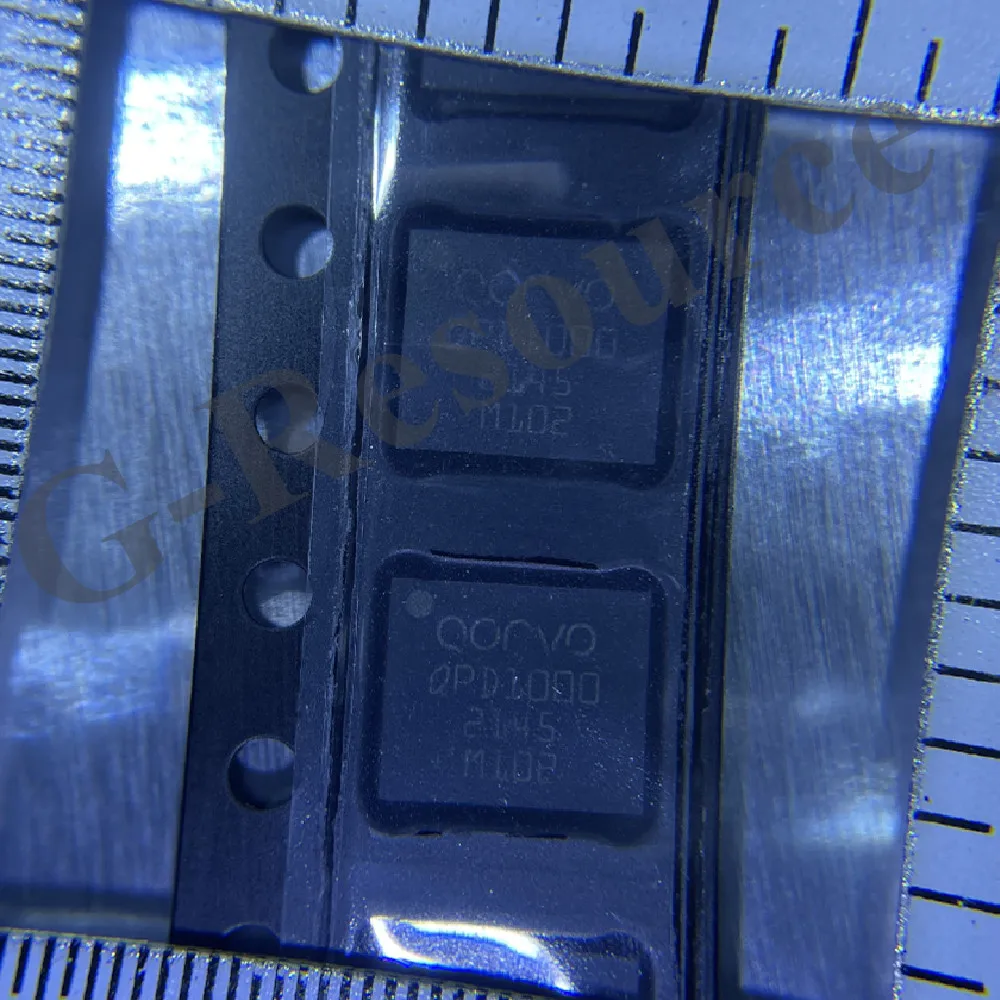 QORVO
QPD1000
2145
M102
QORVO
QPD1000
2145
M102
G-Resource